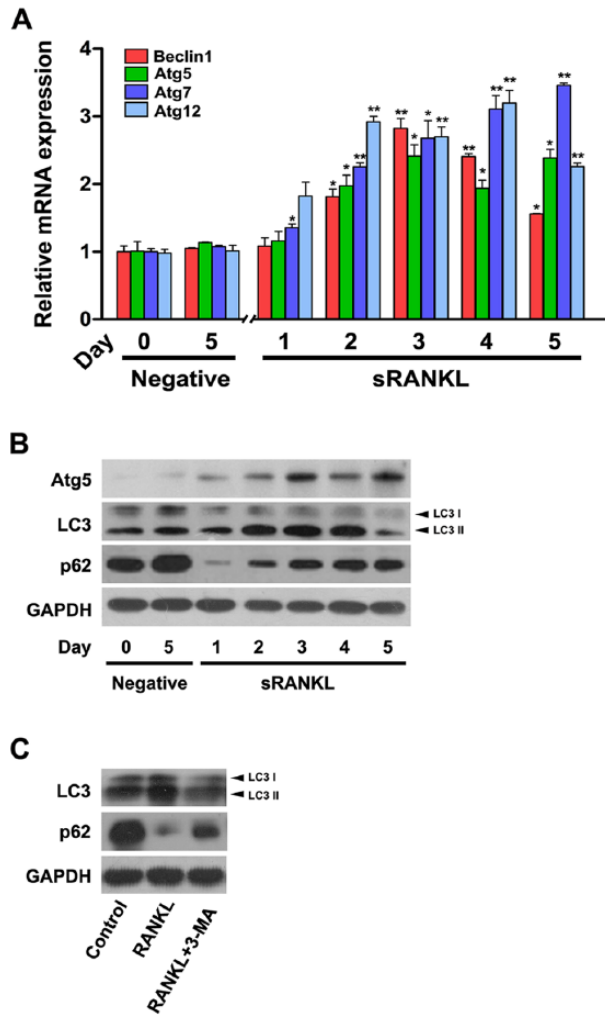 A
Relative mRNA expression
4
3
2
1
0
Beclin1
Atg5
Atg7
Atg12
* ** * * ** ** ** * * ** ** * ** ** * * ** **
Day 0 5 1 2 3 4 5
Negative sRANKL
B
Atg5
LC3 LC3 I
LC3 II
p62
GAPDH
Day 0 5 1 2 3 4 5
Negative sRANKL
C
LC3 LC3 I
LC3 II
p62
GAPDH
Control RANKL RANKL+3-MA